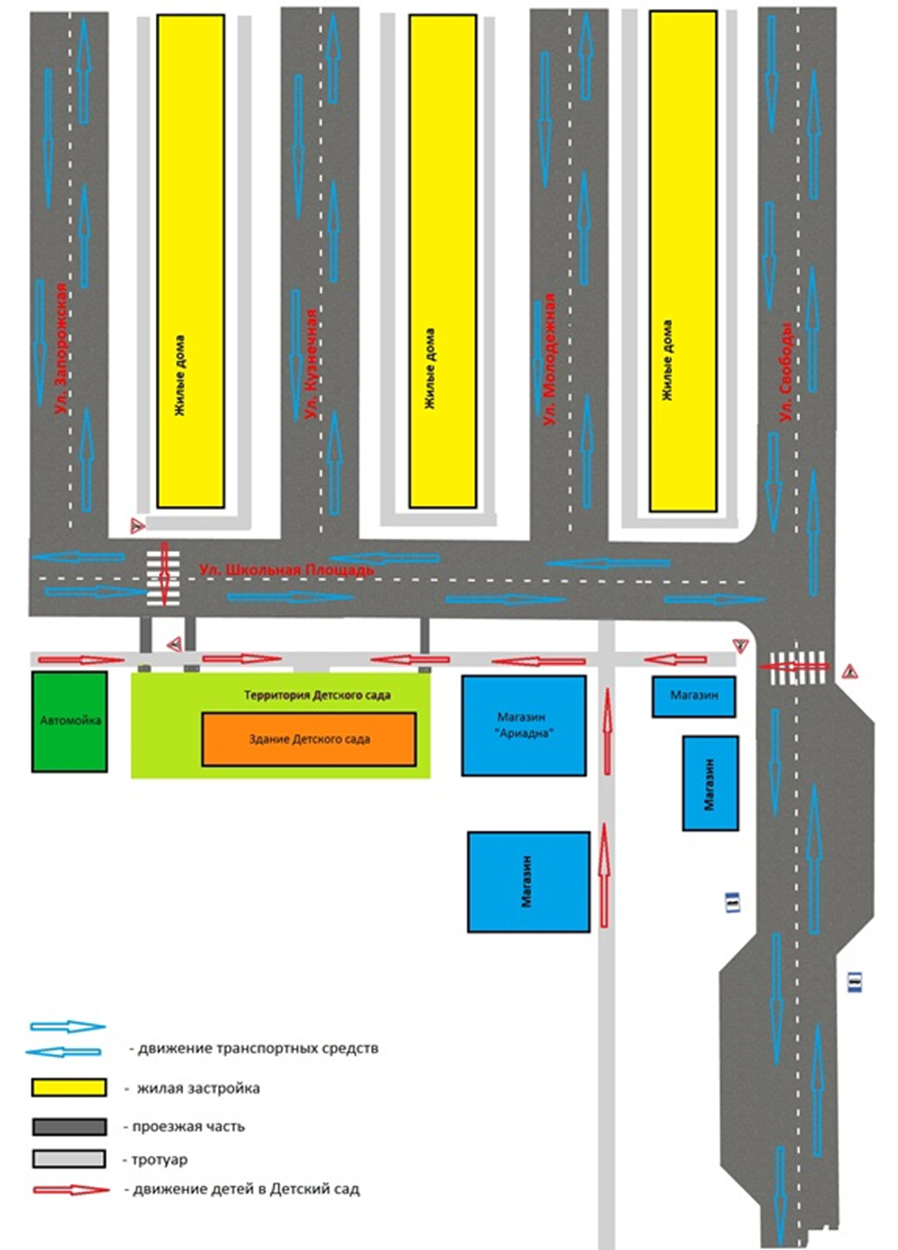 Ул. Запорожская
Жилые дома
Ул. Кузнечная
Жилые дома
Ул. Молодежная
Жилые дома
Ул. Свободы
Ул. Школьная Площадь
Автомойка
Территория Детского сада
Здание Детского сада
Магазин
"Ариадна"
Магазин
Магазин
Магазин
- движение транспортных средств
- жилая застройка
- проезжая часть
- тротуар
- движение детей в Детский сад